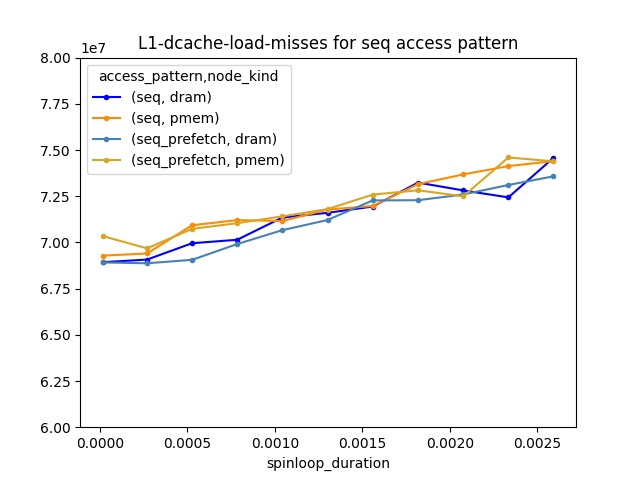 L1-dcache-load-misses for seq access pattern
1e7
access_pattern,node_kind
(seq, dram)
(seq, pmem)
(seq_prefetch, dram)
(seq_prefetch, pmem)
8.00
7.75
7.50
7.25
7.00
6.75
6.50
6.25
6.00
0.0000 0.0005 0.0010 0.0015 0.0020 0.0025
spinloop_duration